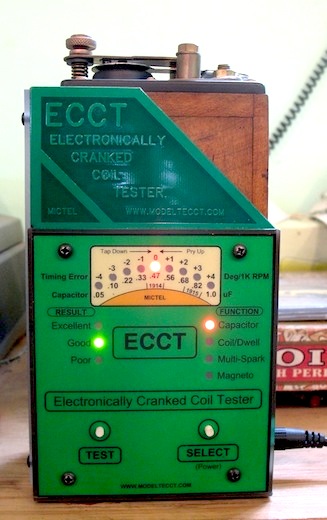 ECCT
ELECTRONICALLY
CRANKED
COIL
TESTER
MICTEL WWW.MODELTECCT.COM
Tap Down 0 Pry Up
-4 -3 -2 -1 +1 +2 +3 +4
Timing Error Deg/1K RPM
Capacitor .05 .10 .22 .33 .47 .56 .68 .82 1.0 uF
1914
1915
MICTEL
RESULT FUNCTION
Excellent Capacitor
Good ECCT Coil/Dwell
Poor Multi-Spark
Magneto
Electronically Cranked Coil Tester
TEST SELECT
(Power)
WWW.MODELTECCT.COM
OI
H PER